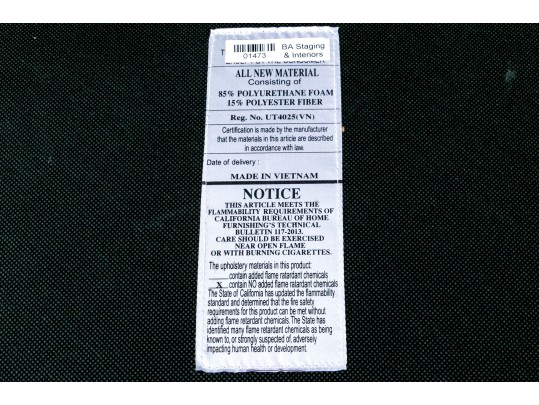 BA Staging
& Interiors
01473
ALL NEW MATERIAL
Consisting of
85% POLYURETHANE FOAM
15% POLYESTER FIBER
Reg. No. UT4025(VN)
Certification is made by the manufacturer
that the materials in this article are described
in accordance with law.
Date of delivery :
MADE IN VIETNAM
NOTICE
THIS ARTICLE MEETS THE
FLAMMABILITY REQUIREMENTS OF
CALIFORNIA BUREAU OF HOME
FURNISHING'S TECHNICAL
BULLETIN 117-2013.
CARE SHOULD BE EXERCISED
NEAR OPEN FLAME
OR WITH BURNING CIGARETTES.
The upholstery materials in this product:
____contain added flame retardant chemicals
__X__contain NO added flame retardant chemicals
The State of California has updated the flammability
standard and determined that the fire safety
requirements for this product can be met without
adding flame retardant chemicals. The State has
identified many flame retardant chemicals as being
known to, or strongly suspected of, adversely
impacting human health or development.